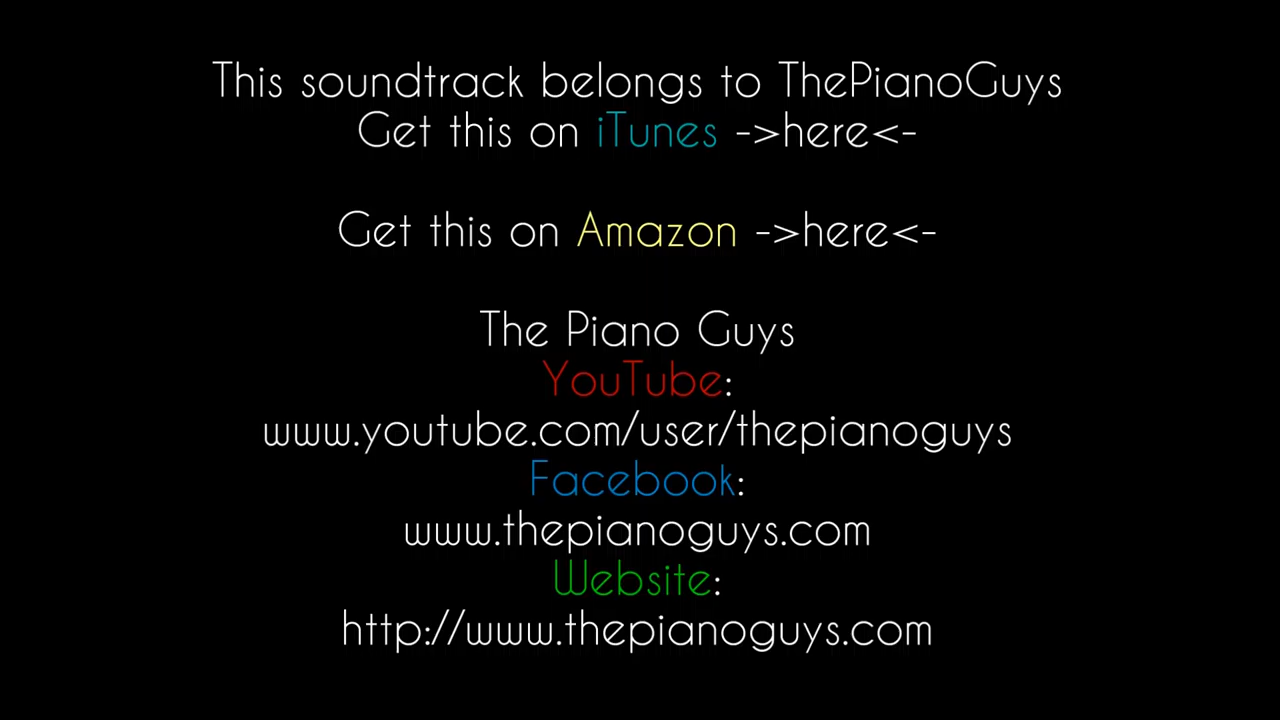 This soundtrack belongs to ThePianoGuys
Get this on iTunes ->here<-
Get this on Amazon ->here<-
The Piano Guys
YouTube:
www.youtube.com/user/thepianoguys
Facebook:
www.thepianoguys.com
Website:
http://www.thepianoguys.com